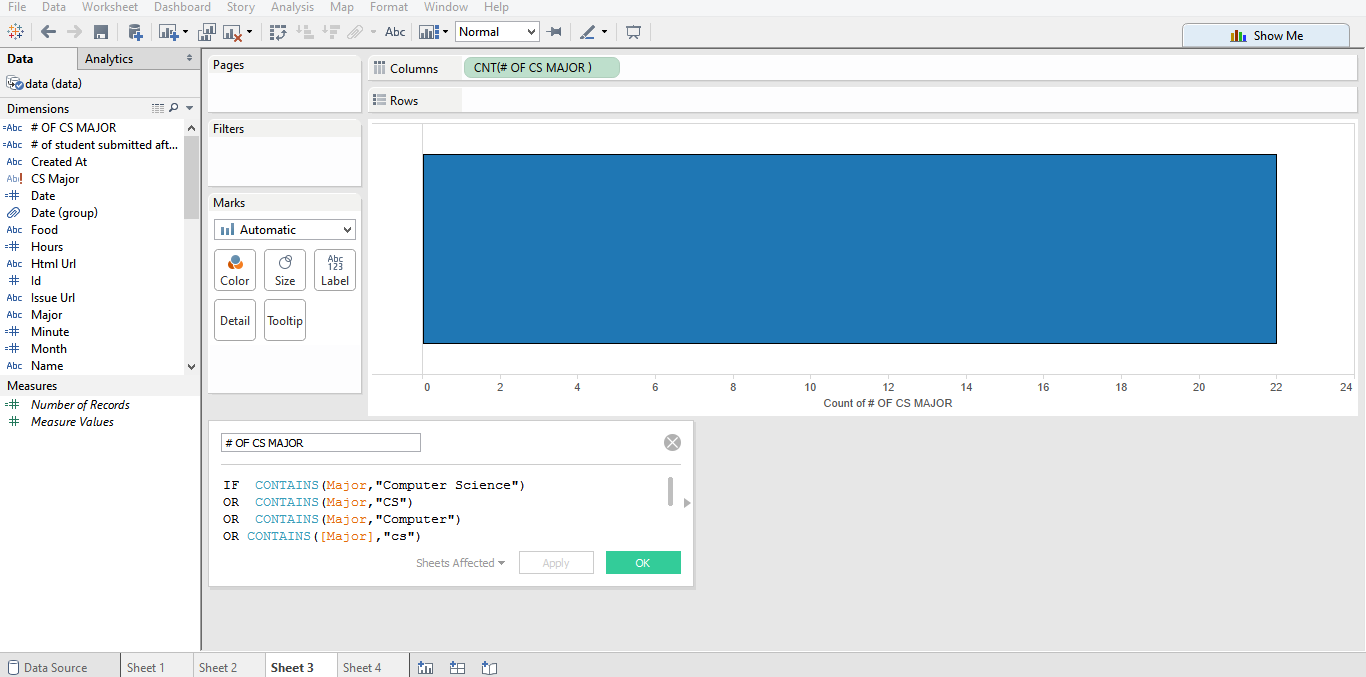 File Data Worksheet Dashboard Story Analysis Map Format Window Help
Abc Normal Show Me
Data Analytics
data (data)
Dimensions
=Abc # OF CS MAJOR
=Abc # of student submitted aft...
Abc Created At
Abc! CS Major
=# Date
Date (group)
Abc Food
=# Hours
Abc Html Url
# Id
Abc Issue Url
Abc Major
=# Minute
=# Month
Abc Name
Measures
=# Number of Records
# Measure Values
Pages
Filters
Marks
Automatic
Color Size Abc 123 Label
Detail Tooltip
Columns CNT(# OF CS MAJOR )
Rows
0 2 4 6 8 10 12 14 16 18 20 22 24
Count of # OF CS MAJOR
# OF CS MAJOR
IF CONTAINS(Major,"Computer Science")
OR CONTAINS(Major,"CS")
OR CONTAINS(Major,"Computer")
OR CONTAINS([Major],"cs")
Sheets Affected Apply OK
Data Source Sheet 1 Sheet 2 Sheet 3 Sheet 4